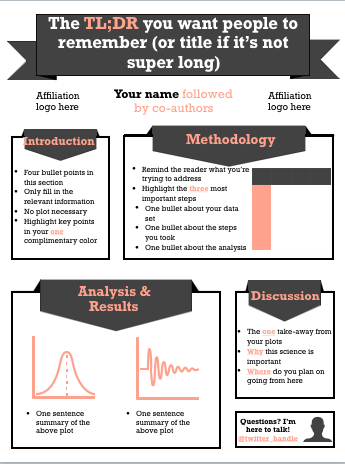 The TL;DR you want people to
remember (or title if it's not
super long)
Affiliation
logo here
Your name followed
by co-authors
Affiliation
logo here
Introduction
• Four bullet points in
this section
• Only fill in the
relevant information
• No plot necessary
• Highlight key points
in your one
complimentary color
Methodology
• Remind the reader what you're
trying to address
• Highlight the three most
important steps
• One bullet about your data
set
• One bullet about the steps
you took
• One bullet about the analysis
Analysis &
Results
• One sentence
summary of the
above plot
• One sentence
summary of the
above plot
Discussion
• The one take-away from
your plots
• Why this science is
important
• Where do you plan on
going from here
Questions? I'm
here to talk!
@twitter_handle